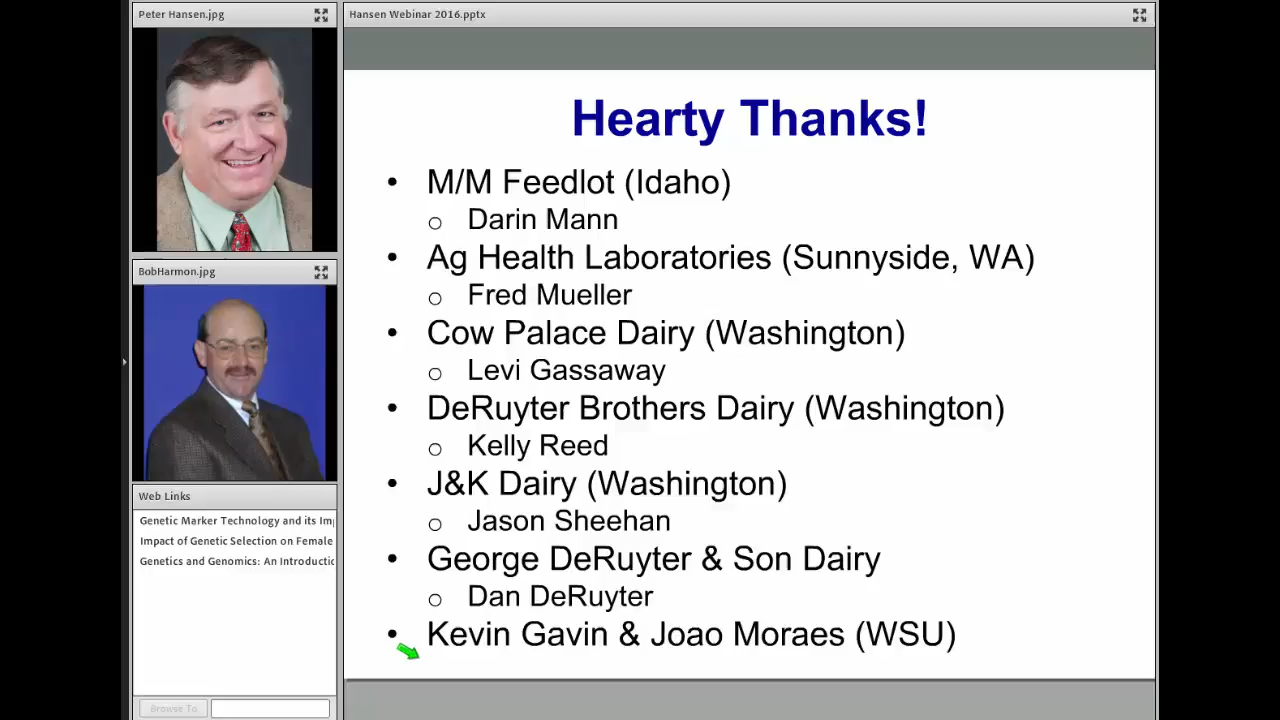 Peter Hansen.jpg
BobHarmon.jpg
Web Links
Genetic Marker Technology and its Im
Impact of Genetic Selection on Female
Genetics and Genomics: An Introductic
Browse To
Hansen Webinar 2016.pptx
Hearty Thanks!
• M/M Feedlot (Idaho)
o Darin Mann
• Ag Health Laboratories (Sunnyside, WA)
o Fred Mueller
• Cow Palace Dairy (Washington)
o Levi Gassaway
• DeRuyter Brothers Dairy (Washington)
o Kelly Reed
• J&K Dairy (Washington)
o Jason Sheehan
• George DeRuyter & Son Dairy
o Dan DeRuyter
• Kevin Gavin & Joao Moraes (WSU)